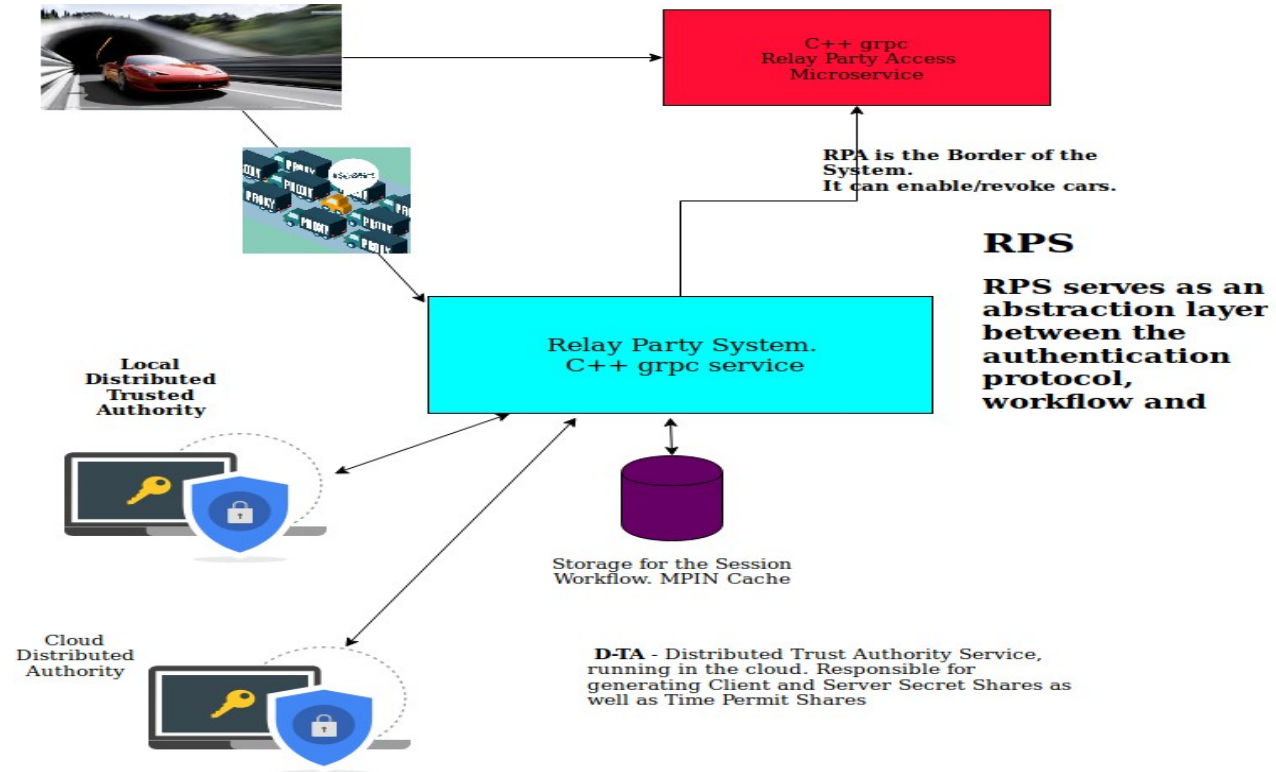 C++ grpc
Relay Party Access
Microservice
RPA is the Border of the
System.
It can enable/revoke cars.
PROXY
RPS
RPS serves as an
abstraction layer
between the
authentication
protocol,
workflow and
Relay Party System.
C++ grpc service
Local
Distributed
Trusted
Authority
Storage for the Session
Workflow. MPIN Cache
Cloud
Distributed
Authority
D-TA - Distributed Trust Authority Service,
running in the cloud. Responsible for
generating Client and Server Secret Shares as
well as Time Permit Shares